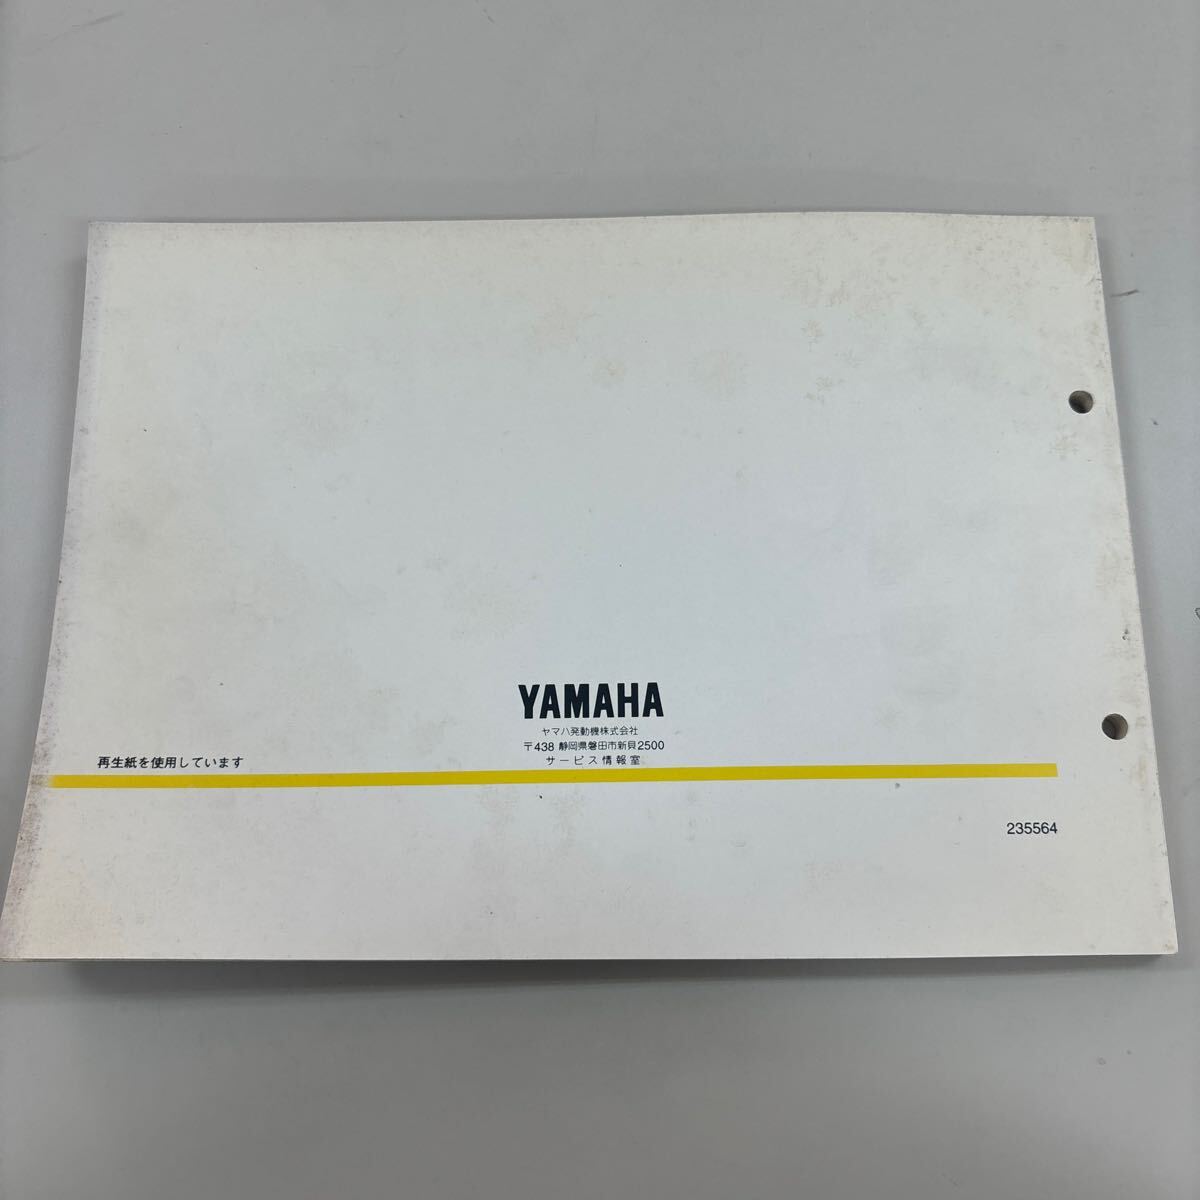 YAMAHA
ヤマハ発動機株式会社
〒438 静岡県磐田市新貝2500
サービス情報室
再生紙を使用しています
235564